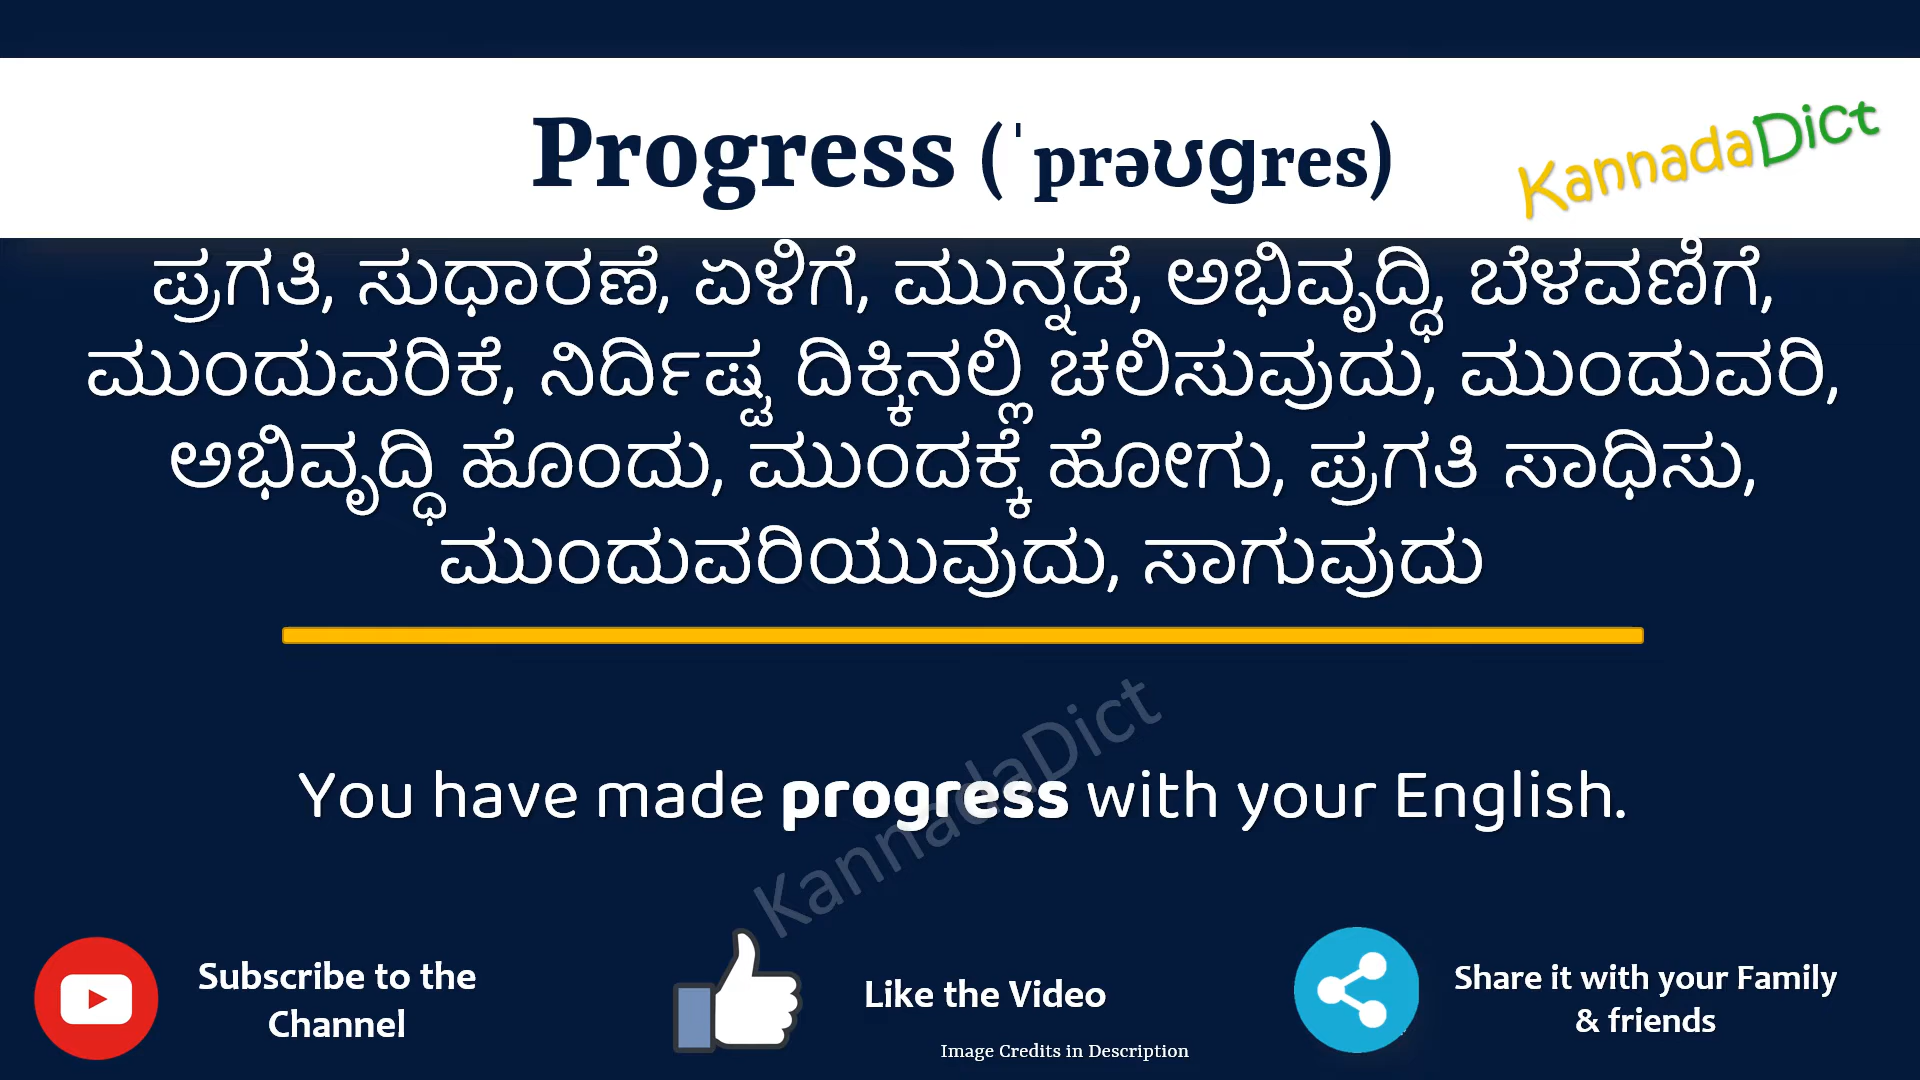 Progress (ˈprəʊɡres)
KannadaDict
ಪ್ರಗತಿ, ಸುಧಾರಣೆ, ಏಳಿಗೆ, ಮುನ್ನಡೆ, ಅಭಿವೃದ್ಧಿ, ಬೆಳವಣಿಗೆ,
ಮುಂದುವರಿಕೆ, ನಿರ್ದಿಷ್ಟ ದಿಕ್ಕಿನಲ್ಲಿ ಚಲಿಸುವುದು, ಮುಂದುವರಿ,
ಅಭಿವೃದ್ಧಿ ಹೊಂದು, ಮುಂದಕ್ಕೆ ಹೋಗು, ಪ್ರಗತಿ ಸಾಧಿಸು,
ಮುಂದುವರಿಯುವುದು, ಸಾಗುವುದು
KannadaDict
You have made progress with your English.
Subscribe to the
Channel
Like the Video
Share it with your Family
& friends
Image Credits in Description